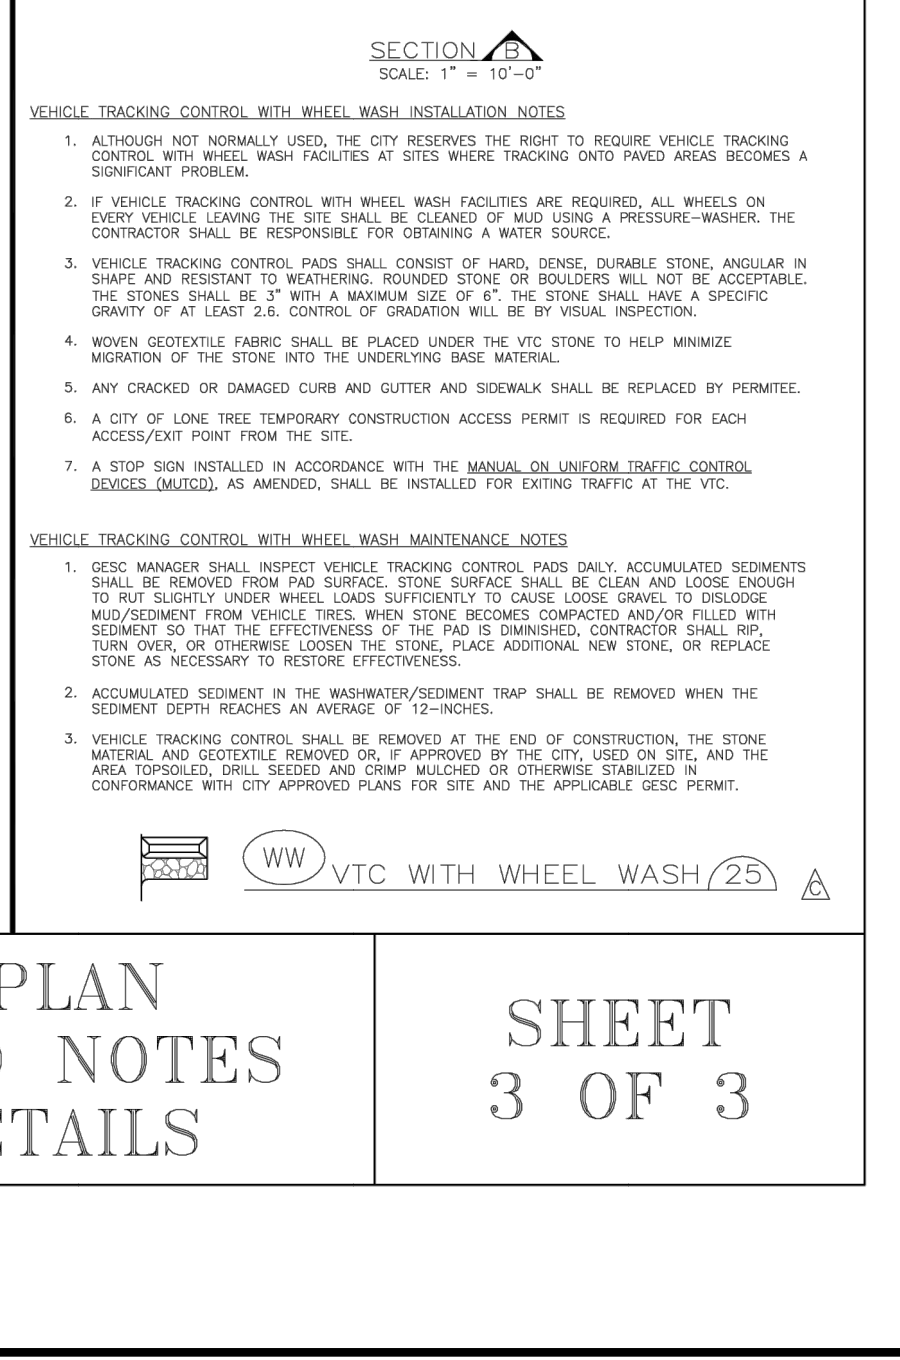 SECTION B
SCALE: 1" = 10'-0"
VEHICLE TRACKING CONTROL WITH WHEEL WASH INSTALLATION NOTES
1. ALTHOUGH NOT NORMALLY USED, THE CITY RESERVES THE RIGHT TO REQUIRE VEHICLE TRACKING
CONTROL WITH WHEEL WASH FACILITIES AT SITES WHERE TRACKING ONTO PAVED AREAS BECOMES A
SIGNIFICANT PROBLEM.
2. IF VEHICLE TRACKING CONTROL WITH WHEEL WASH FACILITIES ARE REQUIRED, ALL WHEELS ON
EVERY VEHICLE LEAVING THE SITE SHALL BE CLEANED OF MUD USING A PRESSURE-WASHER. THE
CONTRACTOR SHALL BE RESPONSIBLE FOR OBTAINING A WATER SOURCE.
3. VEHICLE TRACKING CONTROL PADS SHALL CONSIST OF HARD, DENSE, DURABLE STONE, ANGULAR IN
SHAPE AND RESISTANT TO WEATHERING. ROUNDED STONE OR BOULDERS WILL NOT BE ACCEPTABLE.
THE STONES SHALL BE 3" WITH A MAXIMUM SIZE OF 6". THE STONE SHALL HAVE A SPECIFIC
GRAVITY OF AT LEAST 2.6. CONTROL OF GRADATION WILL BE BY VISUAL INSPECTION.
4. WOVEN GEOTEXTILE FABRIC SHALL BE PLACED UNDER THE VTC STONE TO HELP MINIMIZE
MIGRATION OF THE STONE INTO THE UNDERLYING BASE MATERIAL.
5. ANY CRACKED OR DAMAGED CURB AND GUTTER AND SIDEWALK SHALL BE REPLACED BY PERMITEE.
6. A CITY OF LONE TREE TEMPORARY CONSTRUCTION ACCESS PERMIT IS REQUIRED FOR EACH
ACCESS/EXIT POINT FROM THE SITE.
7. A STOP SIGN INSTALLED IN ACCORDANCE WITH THE MANUAL ON UNIFORM TRAFFIC CONTROL
DEVICES (MUTCD), AS AMENDED, SHALL BE INSTALLED FOR EXITING TRAFFIC AT THE VTC.
VEHICLE TRACKING CONTROL WITH WHEEL WASH MAINTENANCE NOTES
1. GESC MANAGER SHALL INSPECT VEHICLE TRACKING CONTROL PADS DAILY. ACCUMULATED SEDIMENTS
SHALL BE REMOVED FROM PAD SURFACE. STONE SURFACE SHALL BE CLEAN AND LOOSE ENOUGH
TO RUT SLIGHTLY UNDER WHEEL LOADS SUFFICIENTLY TO CAUSE LOOSE GRAVEL TO DISLODGE
MUD/SEDIMENT FROM VEHICLE TIRES. WHEN STONE BECOMES COMPACTED AND/OR FILLED WITH
SEDIMENT SO THAT THE EFFECTIVENESS OF THE PAD IS DIMINISHED, CONTRACTOR SHALL RIP,
TURN OVER, OR OTHERWISE LOOSEN THE STONE, PLACE ADDITIONAL NEW STONE, OR REPLACE
STONE AS NECESSARY TO RESTORE EFFECTIVENESS.
2. ACCUMULATED SEDIMENT IN THE WASHWATER/SEDIMENT TRAP SHALL BE REMOVED WHEN THE
SEDIMENT DEPTH REACHES AN AVERAGE OF 12-INCHES.
3. VEHICLE TRACKING CONTROL SHALL BE REMOVED AT THE END OF CONSTRUCTION, THE STONE
MATERIAL AND GEOTEXTILE REMOVED OR, IF APPROVED BY THE CITY, USED ON SITE, AND THE
AREA TOPSOILED, DRILL SEEDED AND CRIMP MULCHED OR OTHERWISE STABILIZED IN
CONFORMANCE WITH CITY APPROVED PLANS FOR SITE AND THE APPLICABLE GESC PERMIT.
WW VTC WITH WHEEL WASH 25 C
PLAN
NOTES
TAILS
SHEET
3 OF 3